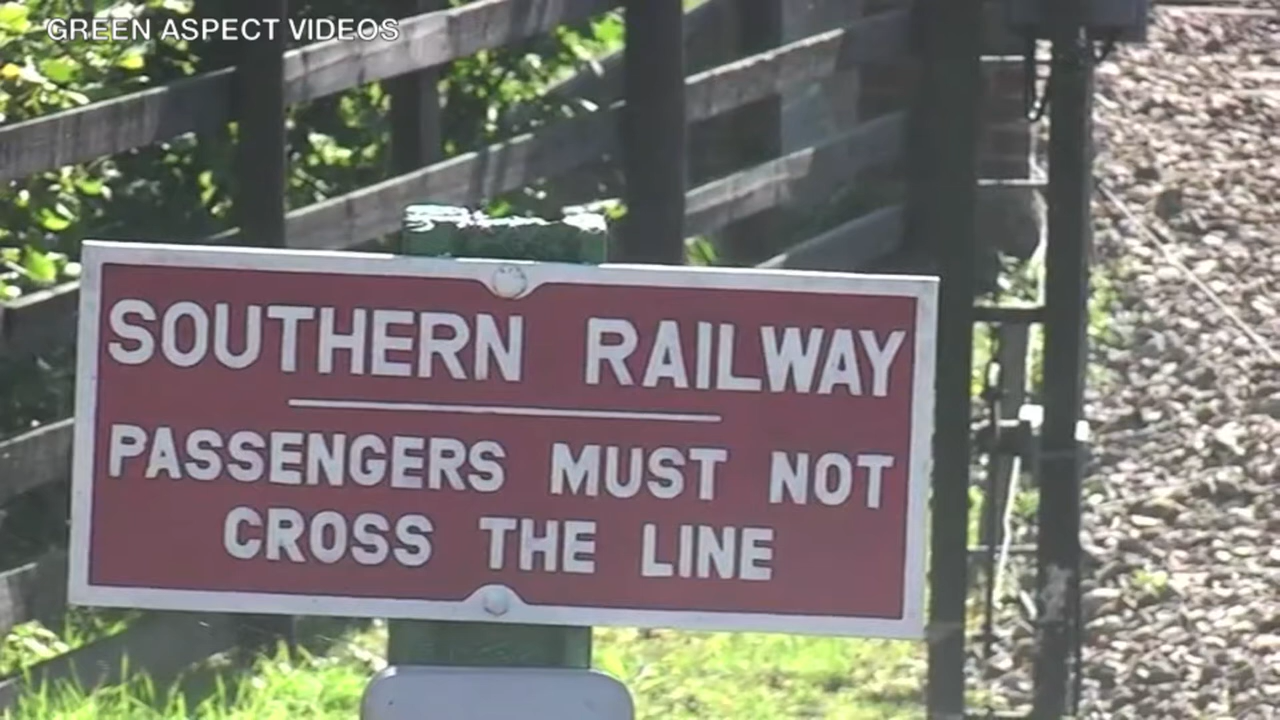 GREEN ASPECT VIDEOS
SOUTHERN RAILWAY
PASSENGERS MUST NOT
CROSS THE LINE